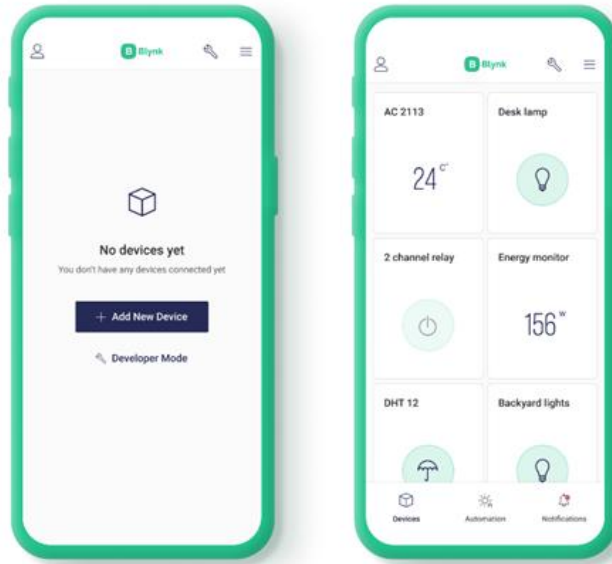 B Blynk
No devices yet
You don't have any devices connected yet
+ Add New Device
Developer Mode
B Blynk
AC 2113
Desk lamp
24 C°
2 channel relay
Energy monitor
156 W
DHT 12
Backyard lights
Devices
Automation
Notifications